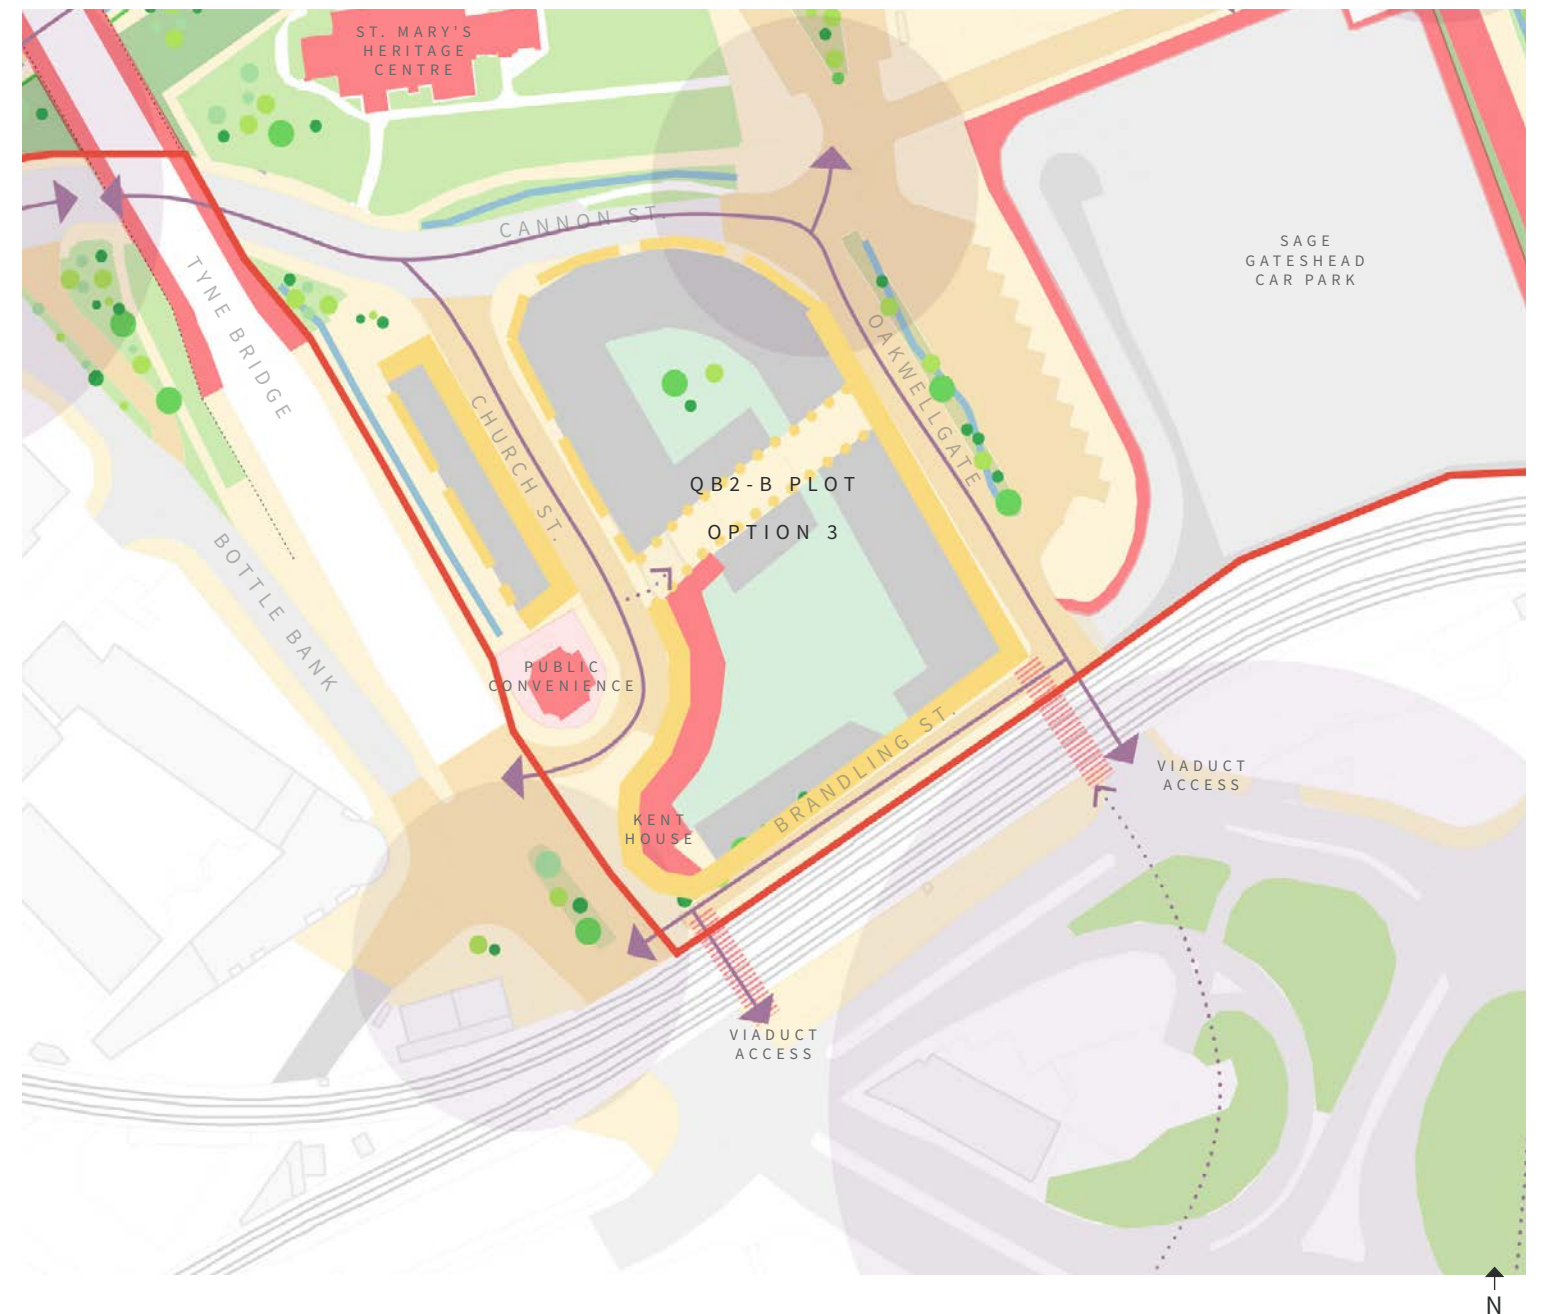 ST. MARY'S
HERITAGE
CENTRE
CANNON ST.
SAGE
GATESHEAD
CAR PARK
TYNE BRIDGE
OAKWELLGATE
CHURCH ST.
QB2-B PLOT
OPTION 3
BOTTLE BANK
PUBLIC
CONVENIENCE
BRANDLING ST.
KENT
HOUSE
VIADUCT
ACCESS
VIADUCT
ACCESS
N